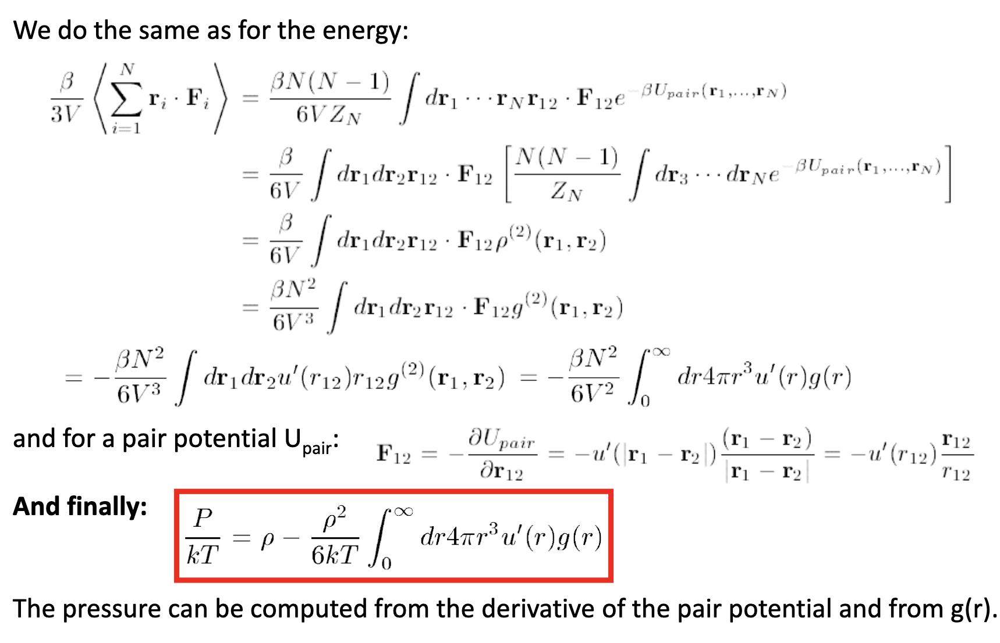 We do the same as for the energy:
$\frac{\beta}{3V} \left\langle \sum_{i=1}^{N} \mathbf{r}_i \cdot \mathbf{F}_i \right\rangle = \frac{\beta N(N-1)}{6VZ_N} \int d\mathbf{r}_1 \cdots \mathbf{r}_N \mathbf{r}_{12} \cdot \mathbf{F}_{12} e^{-\beta U_{pair}(\mathbf{r}_1,\ldots,\mathbf{r}_N)}$
$= \frac{\beta}{6V} \int d\mathbf{r}_1 d\mathbf{r}_2 \mathbf{r}_{12} \cdot \mathbf{F}_{12} \left[ \frac{N(N-1)}{Z_N} \int d\mathbf{r}_3 \cdots d\mathbf{r}_N e^{-\beta U_{pair}(\mathbf{r}_1,\ldots,\mathbf{r}_N)} \right]$
$= \frac{\beta}{6V} \int d\mathbf{r}_1 d\mathbf{r}_2 \mathbf{r}_{12} \cdot \mathbf{F}_{12} \rho^{(2)}(\mathbf{r}_1, \mathbf{r}_2)$
$= \frac{\beta N^2}{6V^3} \int d\mathbf{r}_1 d\mathbf{r}_2 \mathbf{r}_{12} \cdot \mathbf{F}_{12} g^{(2)}(\mathbf{r}_1, \mathbf{r}_2)$
$= -\frac{\beta N^2}{6V^3} \int d\mathbf{r}_1 d\mathbf{r}_2 u'(r_{12}) r_{12} g^{(2)}(\mathbf{r}_1, \mathbf{r}_2) = -\frac{\beta N^2}{6V^2} \int_0^\infty dr 4\pi r^3 u'(r) g(r)$
and for a pair potential U_{pair}: $\mathbf{F}_{12} = -\frac{\partial U_{pair}}{\partial \mathbf{r}_{12}} = -u'(|\mathbf{r}_1 - \mathbf{r}_2|) \frac{(\mathbf{r}_1 - \mathbf{r}_2)}{|\mathbf{r}_1 - \mathbf{r}_2|} = -u'(r_{12}) \frac{\mathbf{r}_{12}}{r_{12}}$
And finally: $\frac{P}{kT} = \rho - \frac{\rho^2}{6kT} \int_0^\infty dr 4\pi r^3 u'(r) g(r)$
The pressure can be computed from the derivative of the pair potential and from g(r).